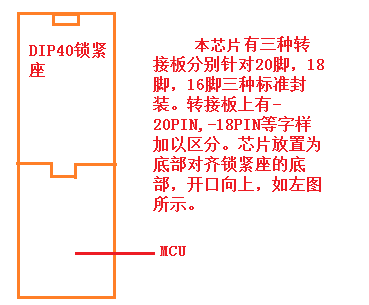 DIP40锁紧
座
本芯片有三种转
接板分别针对20脚，18
脚，16脚三种标准封
装。转接板上有-
20PIN,-18PIN等字样
加以区分。芯片放置为
底部对齐锁紧座的底
部，开口向上，如左图
所示。
MCU